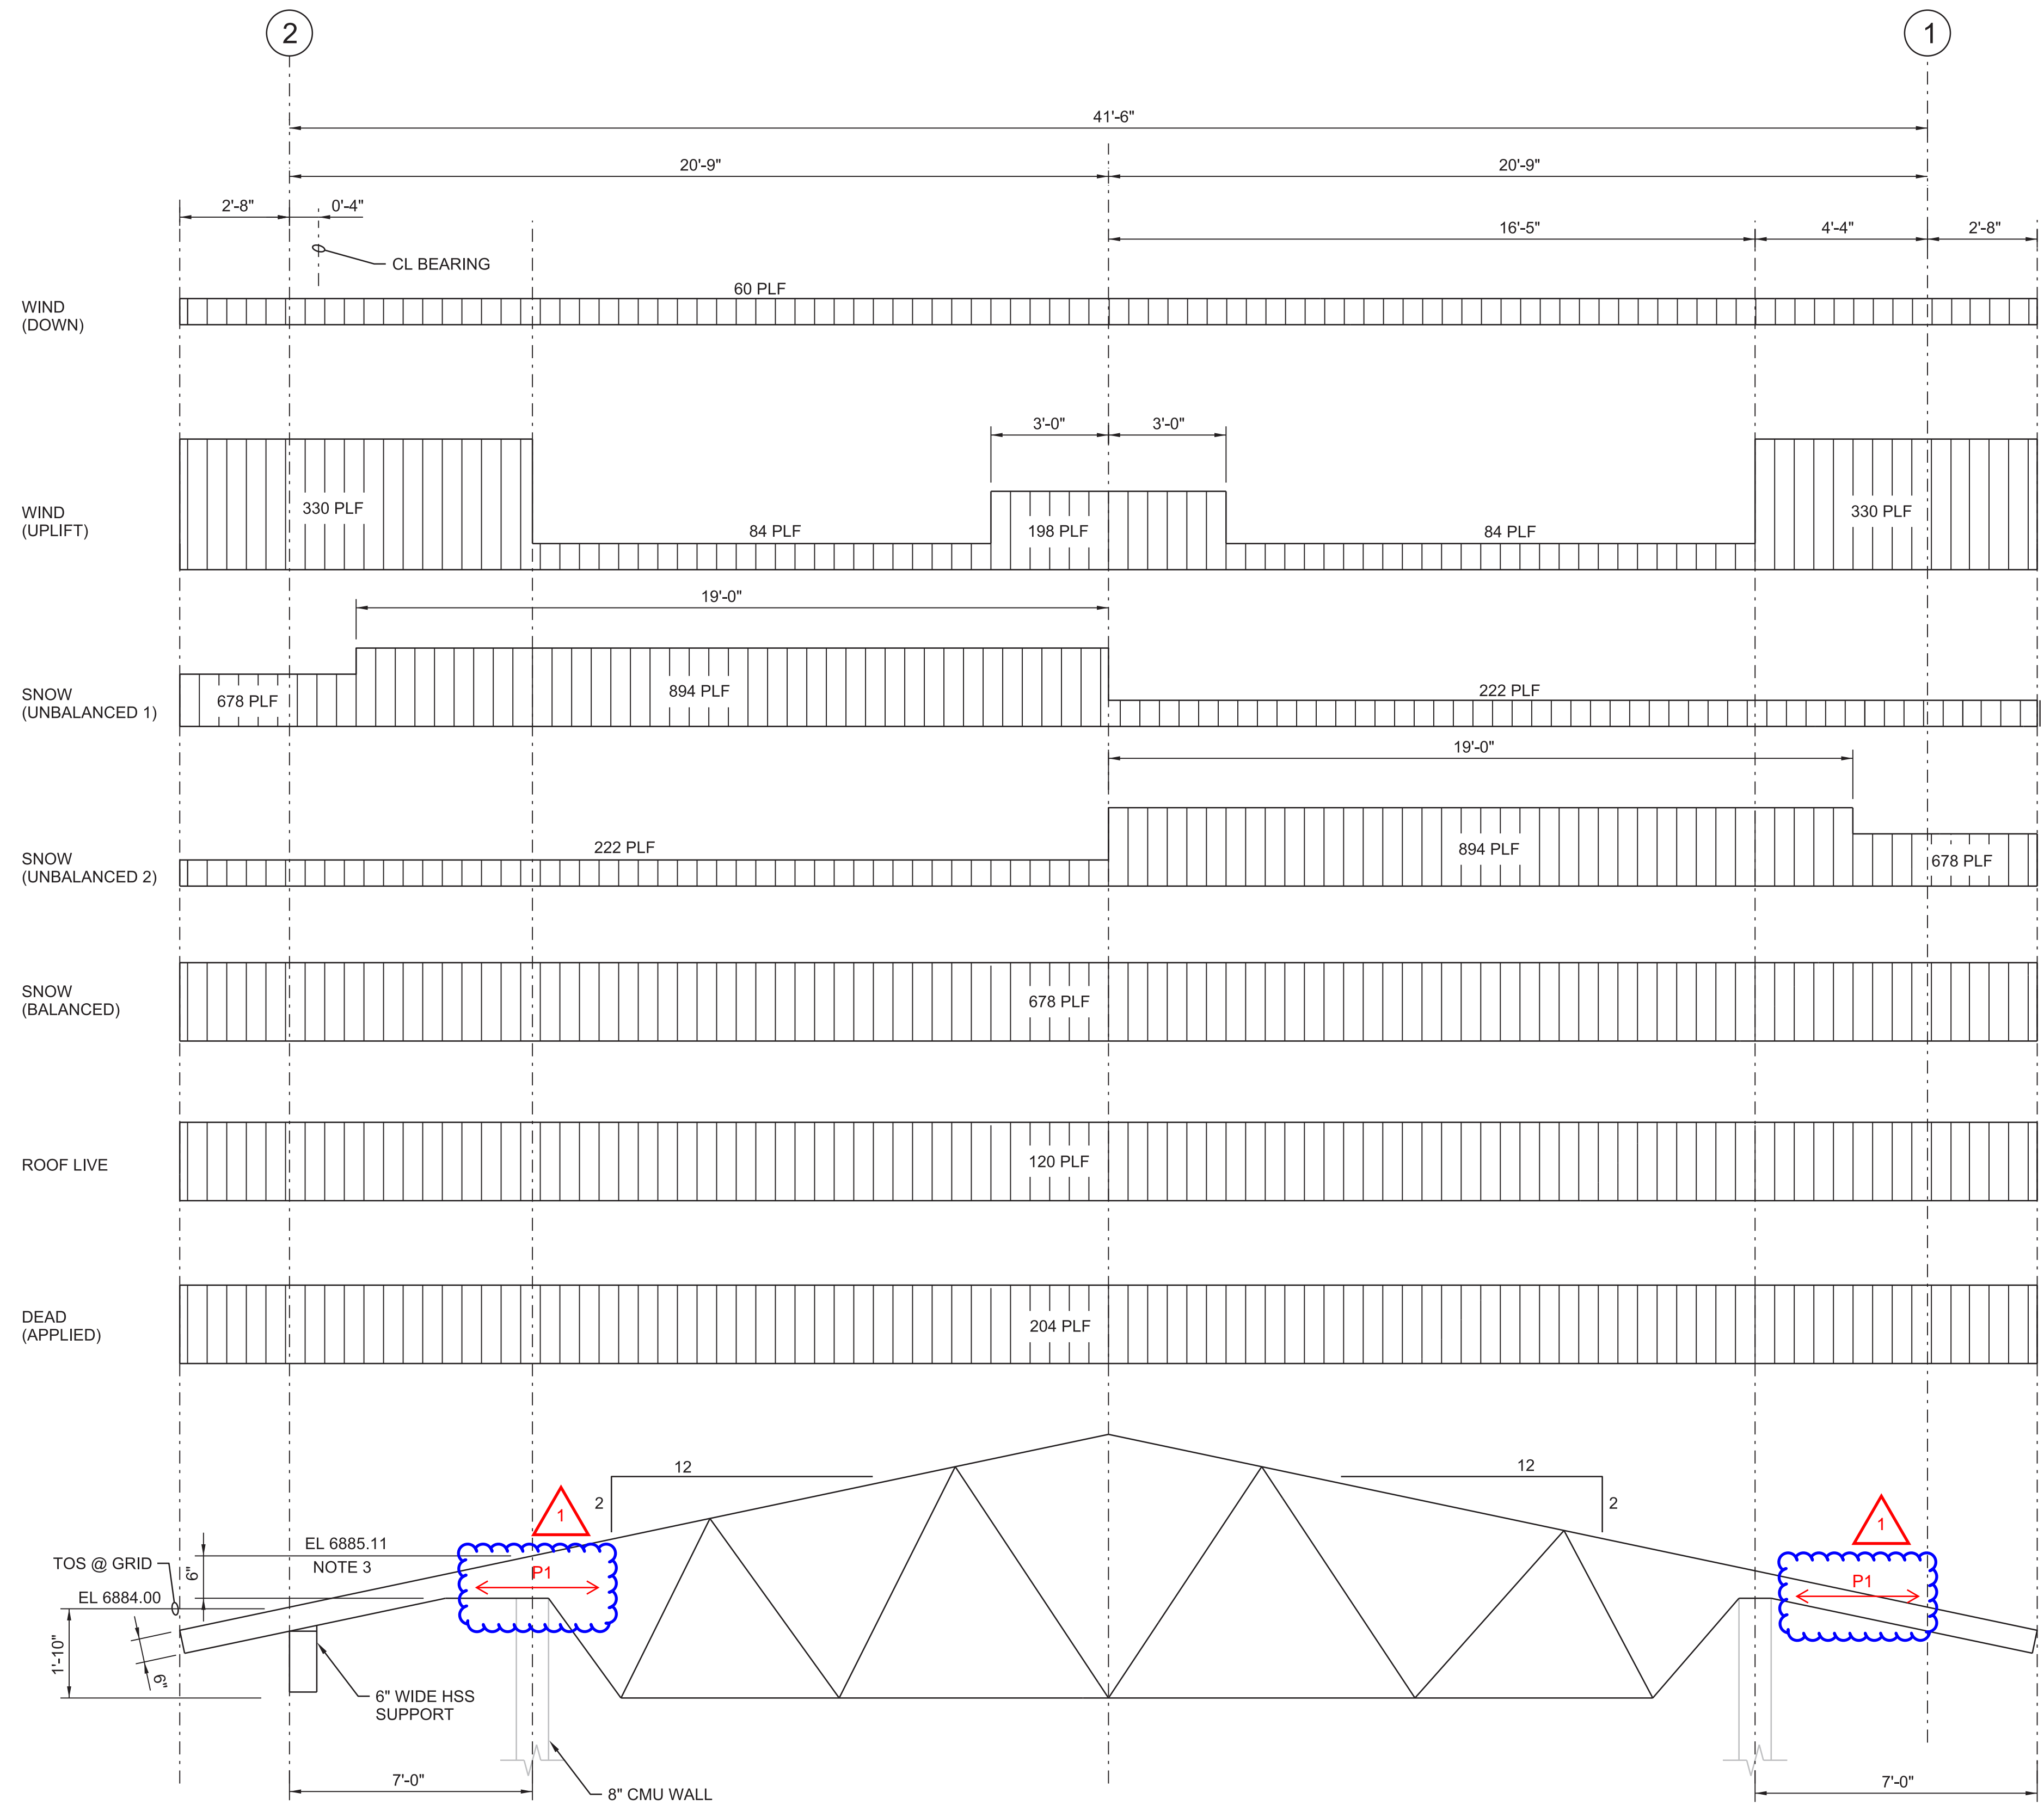 2
1
41'-6"
20'-9"
20'-9"
2'-8"
0'-4"
16'-5"
4'-4"
2'-8"
CL BEARING
WIND
(DOWN)
60 PLF
3'-0"
3'-0"
WIND
(UPLIFT)
330 PLF
84 PLF
198 PLF
84 PLF
330 PLF
19'-0"
SNOW
(UNBALANCED 1)
678 PLF
894 PLF
222 PLF
19'-0"
SNOW
(UNBALANCED 2)
222 PLF
894 PLF
678 PLF
SNOW
(BALANCED)
678 PLF
ROOF LIVE
120 PLF
DEAD
(APPLIED)
204 PLF
12
2
12
2
1
1
EL 6885.11
NOTE 3
TOS @ GRID
EL 6884.00
6"
P1
P1
1'-10"
6"
6" WIDE HSS
SUPPORT
7'-0"
8" CMU WALL
7'-0"